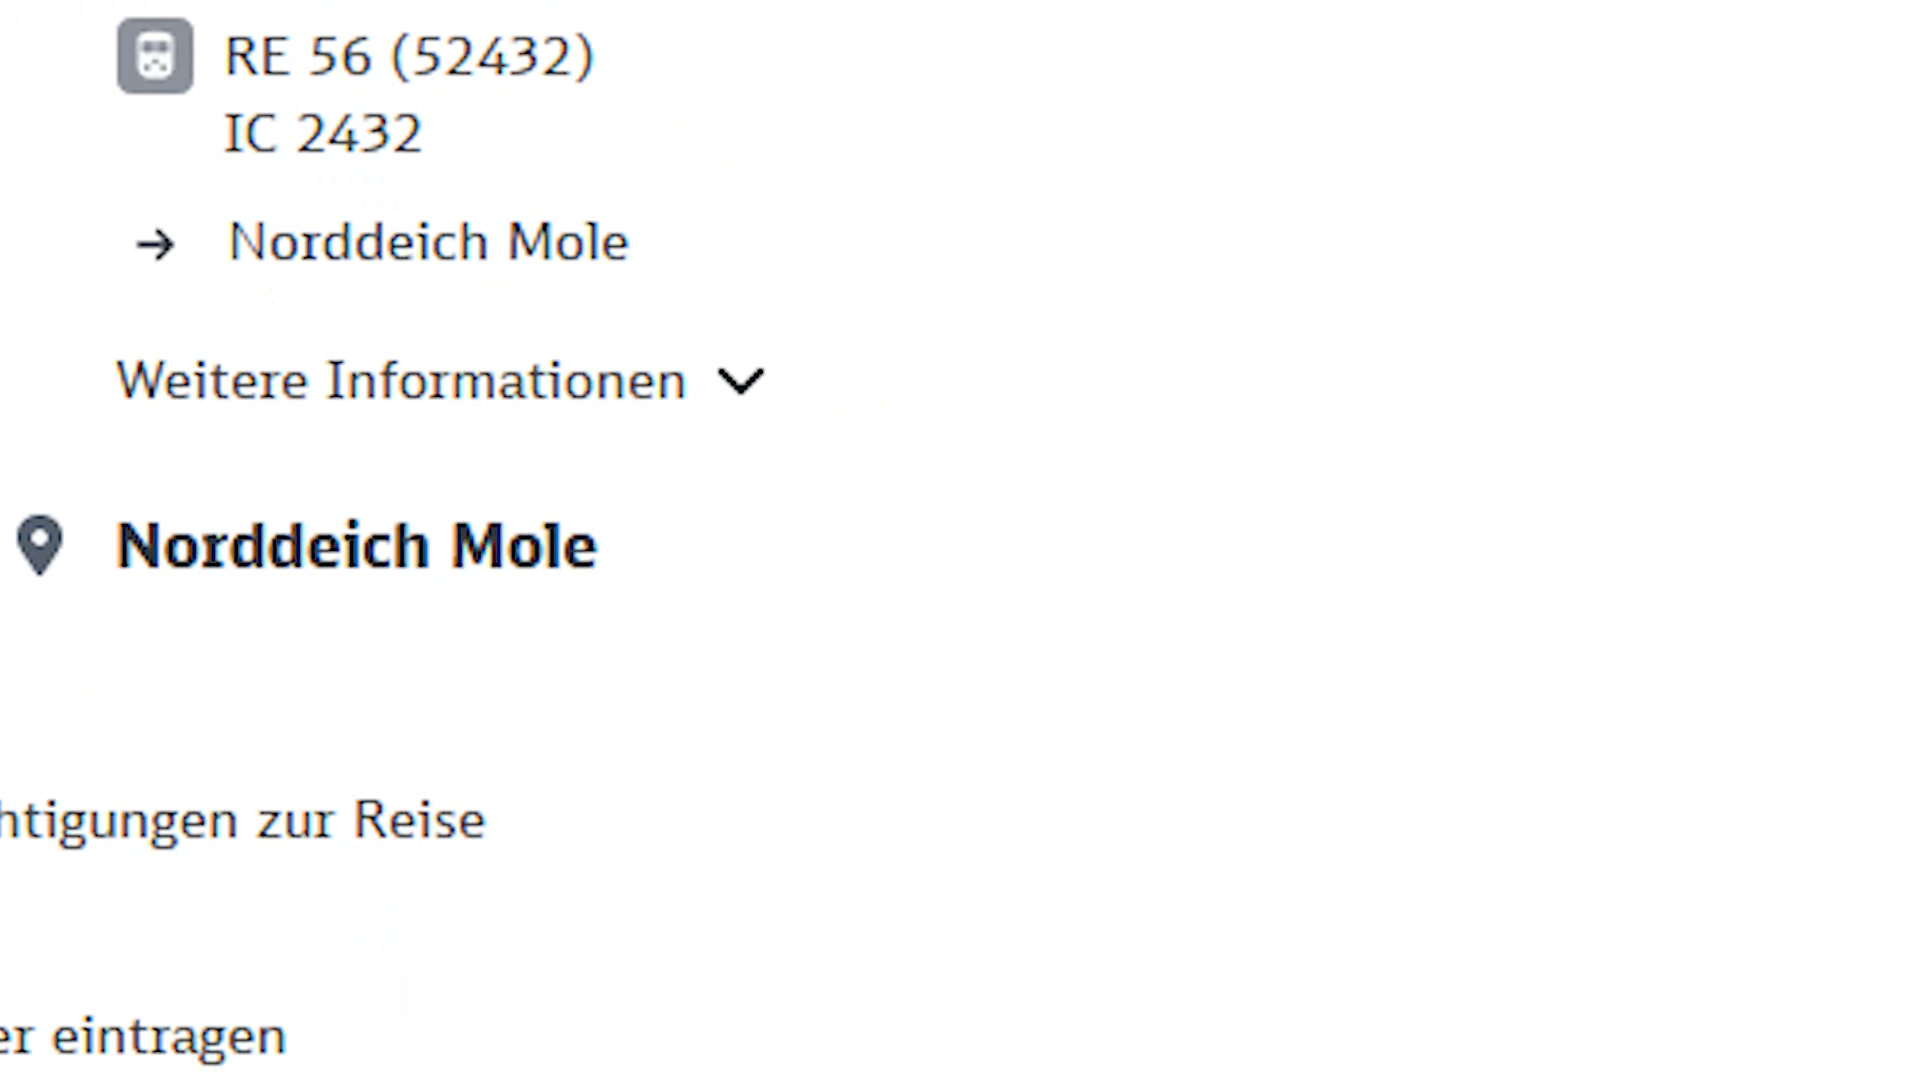 RE 56 (52432)
IC 2432
Norddeich Mole
Weitere Informationen
Norddeich Mole
htigungen zur Reise
er eintragen